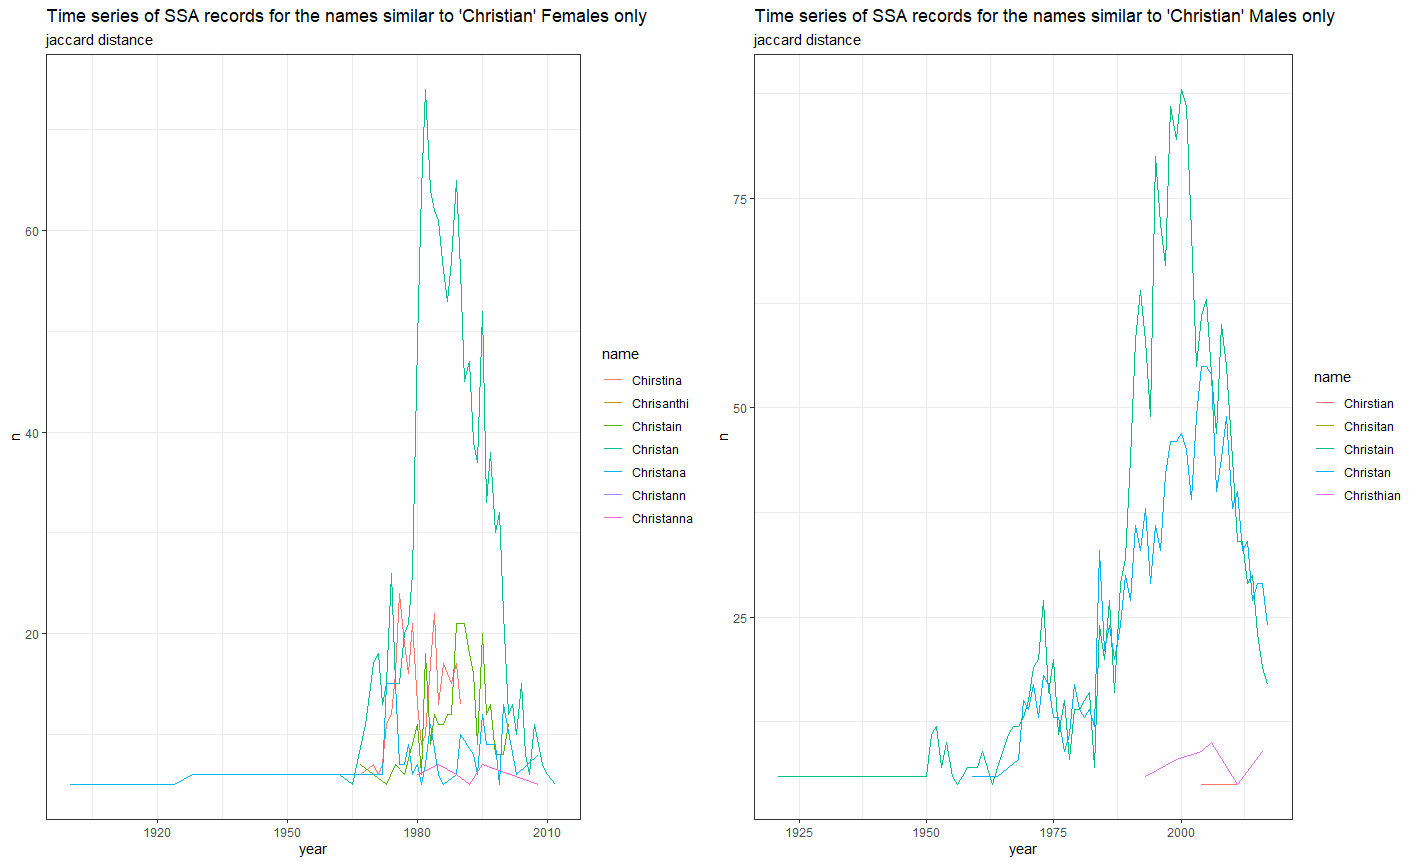 Time series of SSA records for the names similar to 'Christian' Females only
jaccard distance
60
40
20
n
1920
1950
1980
2010
year
name
Chirstina
Chrisanthi
Christain
Christan
Christana
Christann
Christanna
Time series of SSA records for the names similar to 'Christian' Males only
jaccard distance
75
50
25
n
1925
1950
1975
2000
year
name
Chirstian
Chrisitan
Christain
Christan
Christhian